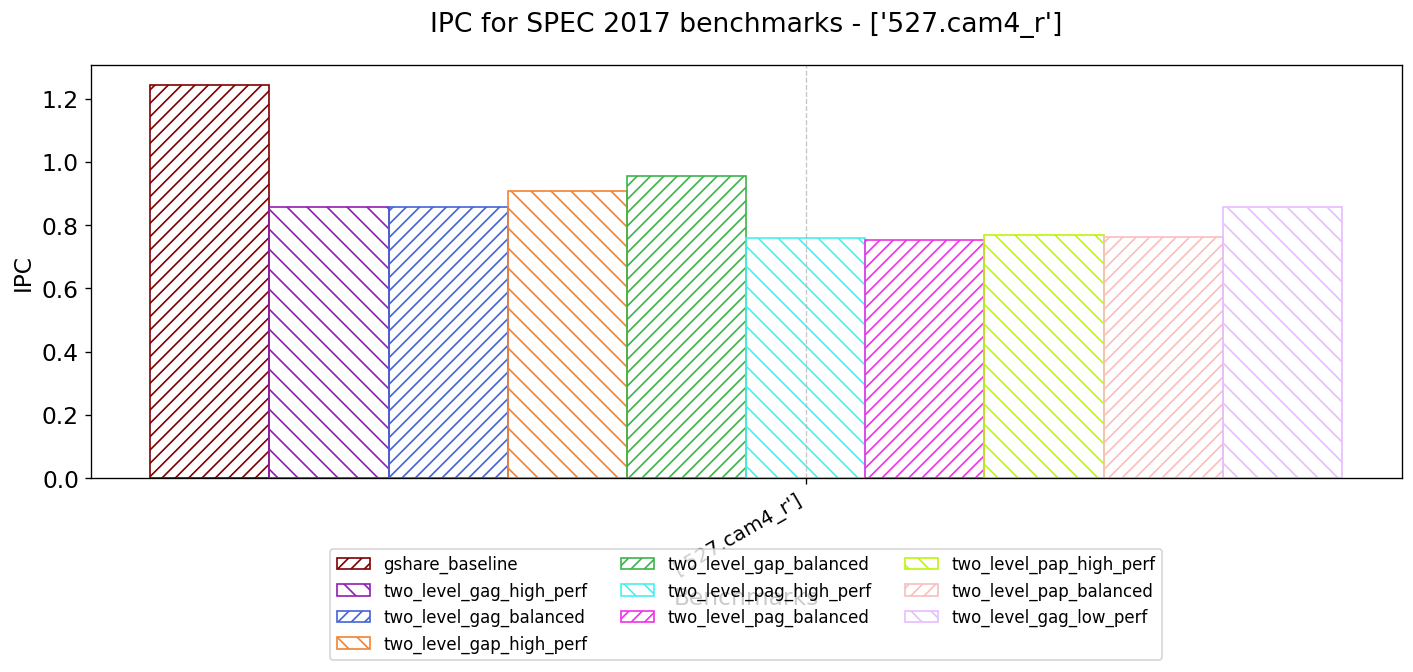 IPC for SPEC 2017 benchmarks - ['527.cam4_r']
IPC
1.2
1.0
0.8
0.6
0.4
0.2
0.0
['527.cam4_r']
Benchmarks
gshare_baseline
two_level_gag_high_perf
two_level_gag_balanced
two_level_gap_high_perf
two_level_gap_balanced
two_level_pag_high_perf
two_level_pag_balanced
two_level_pap_high_perf
two_level_pap_balanced
two_level_gag_low_perf